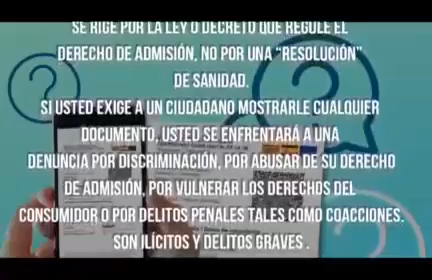 SE RIGE POR LA LEY O DECRETO QUE REGULE EL
DERECHO DE ADMISIÓN, NO POR UNA “RESOLUCIÓN”
DE SANIDAD.
SI USTED EXIGE A UN CIUDADANO MOSTRARLE CUALQUIER
DOCUMENTO, USTED SE ENFRENTARÁ A UNA
DENUNCIA POR DISCRIMINACIÓN, POR ABUSAR DE SU DERECHO
DE ADMISIÓN, POR VULNERAR LOS DERECHOS DEL
CONSUMIDOR O POR DELITOS PENALES TALES COMO COACCIONES.
SON ILÍCITOS Y DELITOS GRAVES .